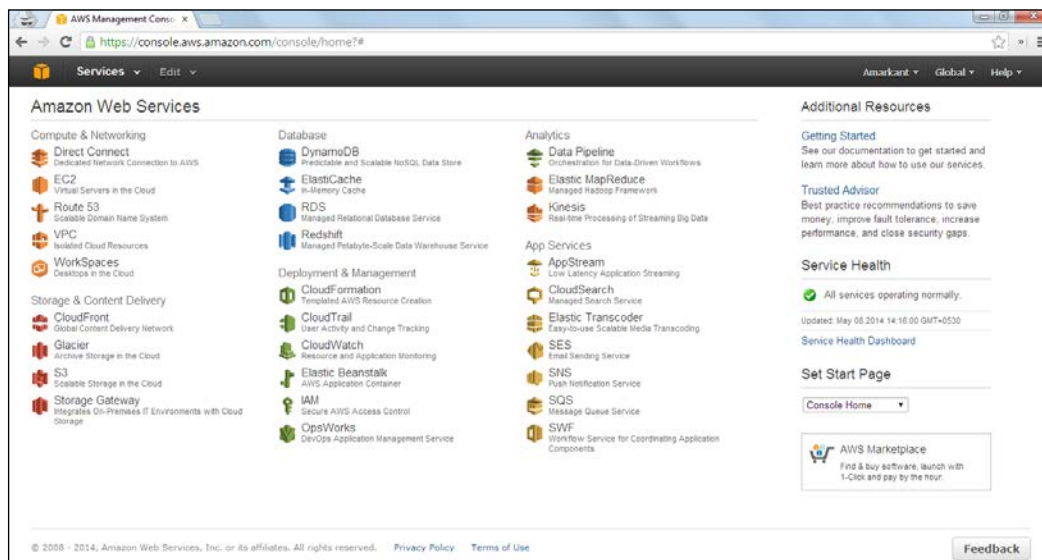 AWS Management Conso
https://console.aws.amazon.com/console/home?#
Services Edit Amarkant Global Help
Amazon Web Services
Compute & Networking
Direct Connect
Dedicated Network Connection to AWS
EC2
Virtual Servers in the Cloud
Route 53
Scalable Domain Name System
VPC
Isolated Cloud Resources
WorkSpaces
Desktops in the Cloud
Storage & Content Delivery
CloudFront
Global Content Delivery Network
Glacier
Archive Storage in the Cloud
S3
Scalable Storage in the Cloud
Storage Gateway
Integrates On-Premises IT Environments with Cloud
Storage
Database
DynamoDB
Predictable and Scalable NoSQL Data Store
ElastiCache
In-Memory Cache
RDS
Managed Relational Database Service
Redshift
Managed Petabyte-Scale Data Warehouse Service
Deployment & Management
CloudFormation
Templated AWS Resource Creation
CloudTrail
User Activity and Change Tracking
CloudWatch
Resource and Application Monitoring
Elastic Beanstalk
AWS Application Container
IAM
Secure AWS Access Control
OpsWorks
DevOps Application Management Service
Analytics
Data Pipeline
Orchestration for Data-Driven Workflows
Elastic MapReduce
Managed Hadoop Framework
Kinesis
Real-time Processing of Streaming Big Data
App Services
AppStream
Low Latency Application Streaming
CloudSearch
Managed Search Service
Elastic Transcoder
Easy-to-use Scalable Media Transcoding
SES
Email Sending Service
SNS
Push Notification Service
SQS
Message Queue Service
SWF
Workflow Service for Coordinating Application
Components
Additional Resources
Getting Started
See our documentation to get started and
learn more about how to use our services.
Trusted Advisor
Best practice recommendations to save
money, improve fault tolerance, increase
performance, and close security gaps.
Service Health
All services operating normally.
Updated: May 08 2014 14:16:00 GMT+0530
Service Health Dashboard
Set Start Page
Console Home
AWS Marketplace
Find & buy software, launch with
1-Click and pay by the hour.
© 2008 - 2014, Amazon Web Services, Inc. or its affiliates. All rights reserved. Privacy Policy Terms of Use
Feedback